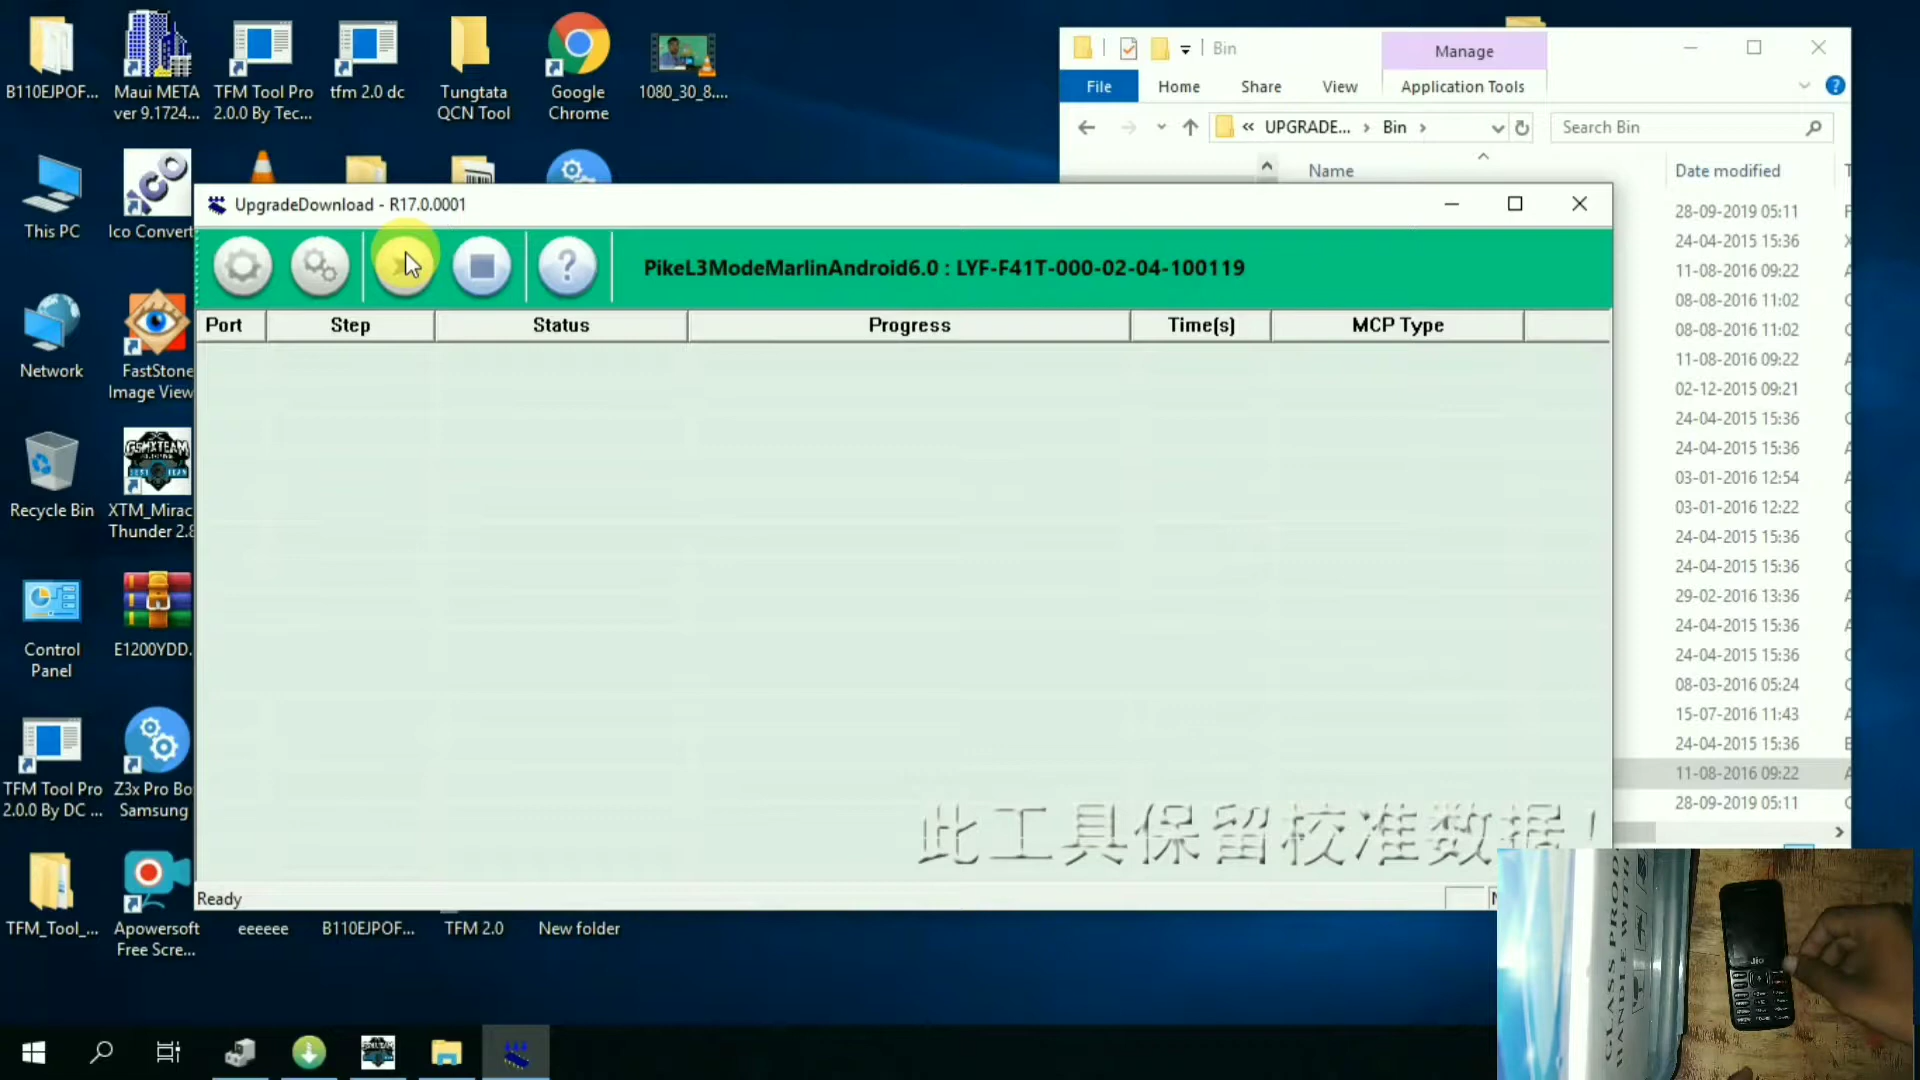 B110EJPOF...
Maui META
ver 9.1724...
TFM Tool Pro
2.0.0 By Tec...
tfm 2.0 dc
Tungtata
QCN Tool
Google
Chrome
1080_30_8....
Bin
Manage
File
Home
Share
View
Application Tools
« UPGRADE... › Bin ›
Search Bin
Name
Date modified
This PC
Ico Convert
UpgradeDownload - R17.0.0001
PikeL3ModeMarlinAndroid6.0 : LYF-F41T-000-02-04-100119
Port
Step
Status
Progress
Time(s)
MCP Type
28-09-2019 05:11
24-04-2015 15:36
11-08-2016 09:22
08-08-2016 11:02
08-08-2016 11:02
11-08-2016 09:22
02-12-2015 09:21
24-04-2015 15:36
24-04-2015 15:36
03-01-2016 12:54
03-01-2016 12:22
24-04-2015 15:36
24-04-2015 15:36
29-02-2016 13:36
24-04-2015 15:36
24-04-2015 15:36
08-03-2016 05:24
15-07-2016 11:43
24-04-2015 15:36
11-08-2016 09:22
28-09-2019 05:11
Network
FastStone
Image View
Recycle Bin
XTM_Mirac
Thunder 2.8
Control
Panel
E1200YDD.
TFM Tool Pro
2.0.0 By DC ...
Z3x Pro Bo
Samsung
此工具保留校准数据！
Ready
TFM_Tool_...
Apowersoft
Free Scre...
eeeeee
B110EJPOF...
TFM 2.0
New folder
GLASS PROD
HANDLE WITH
Jio